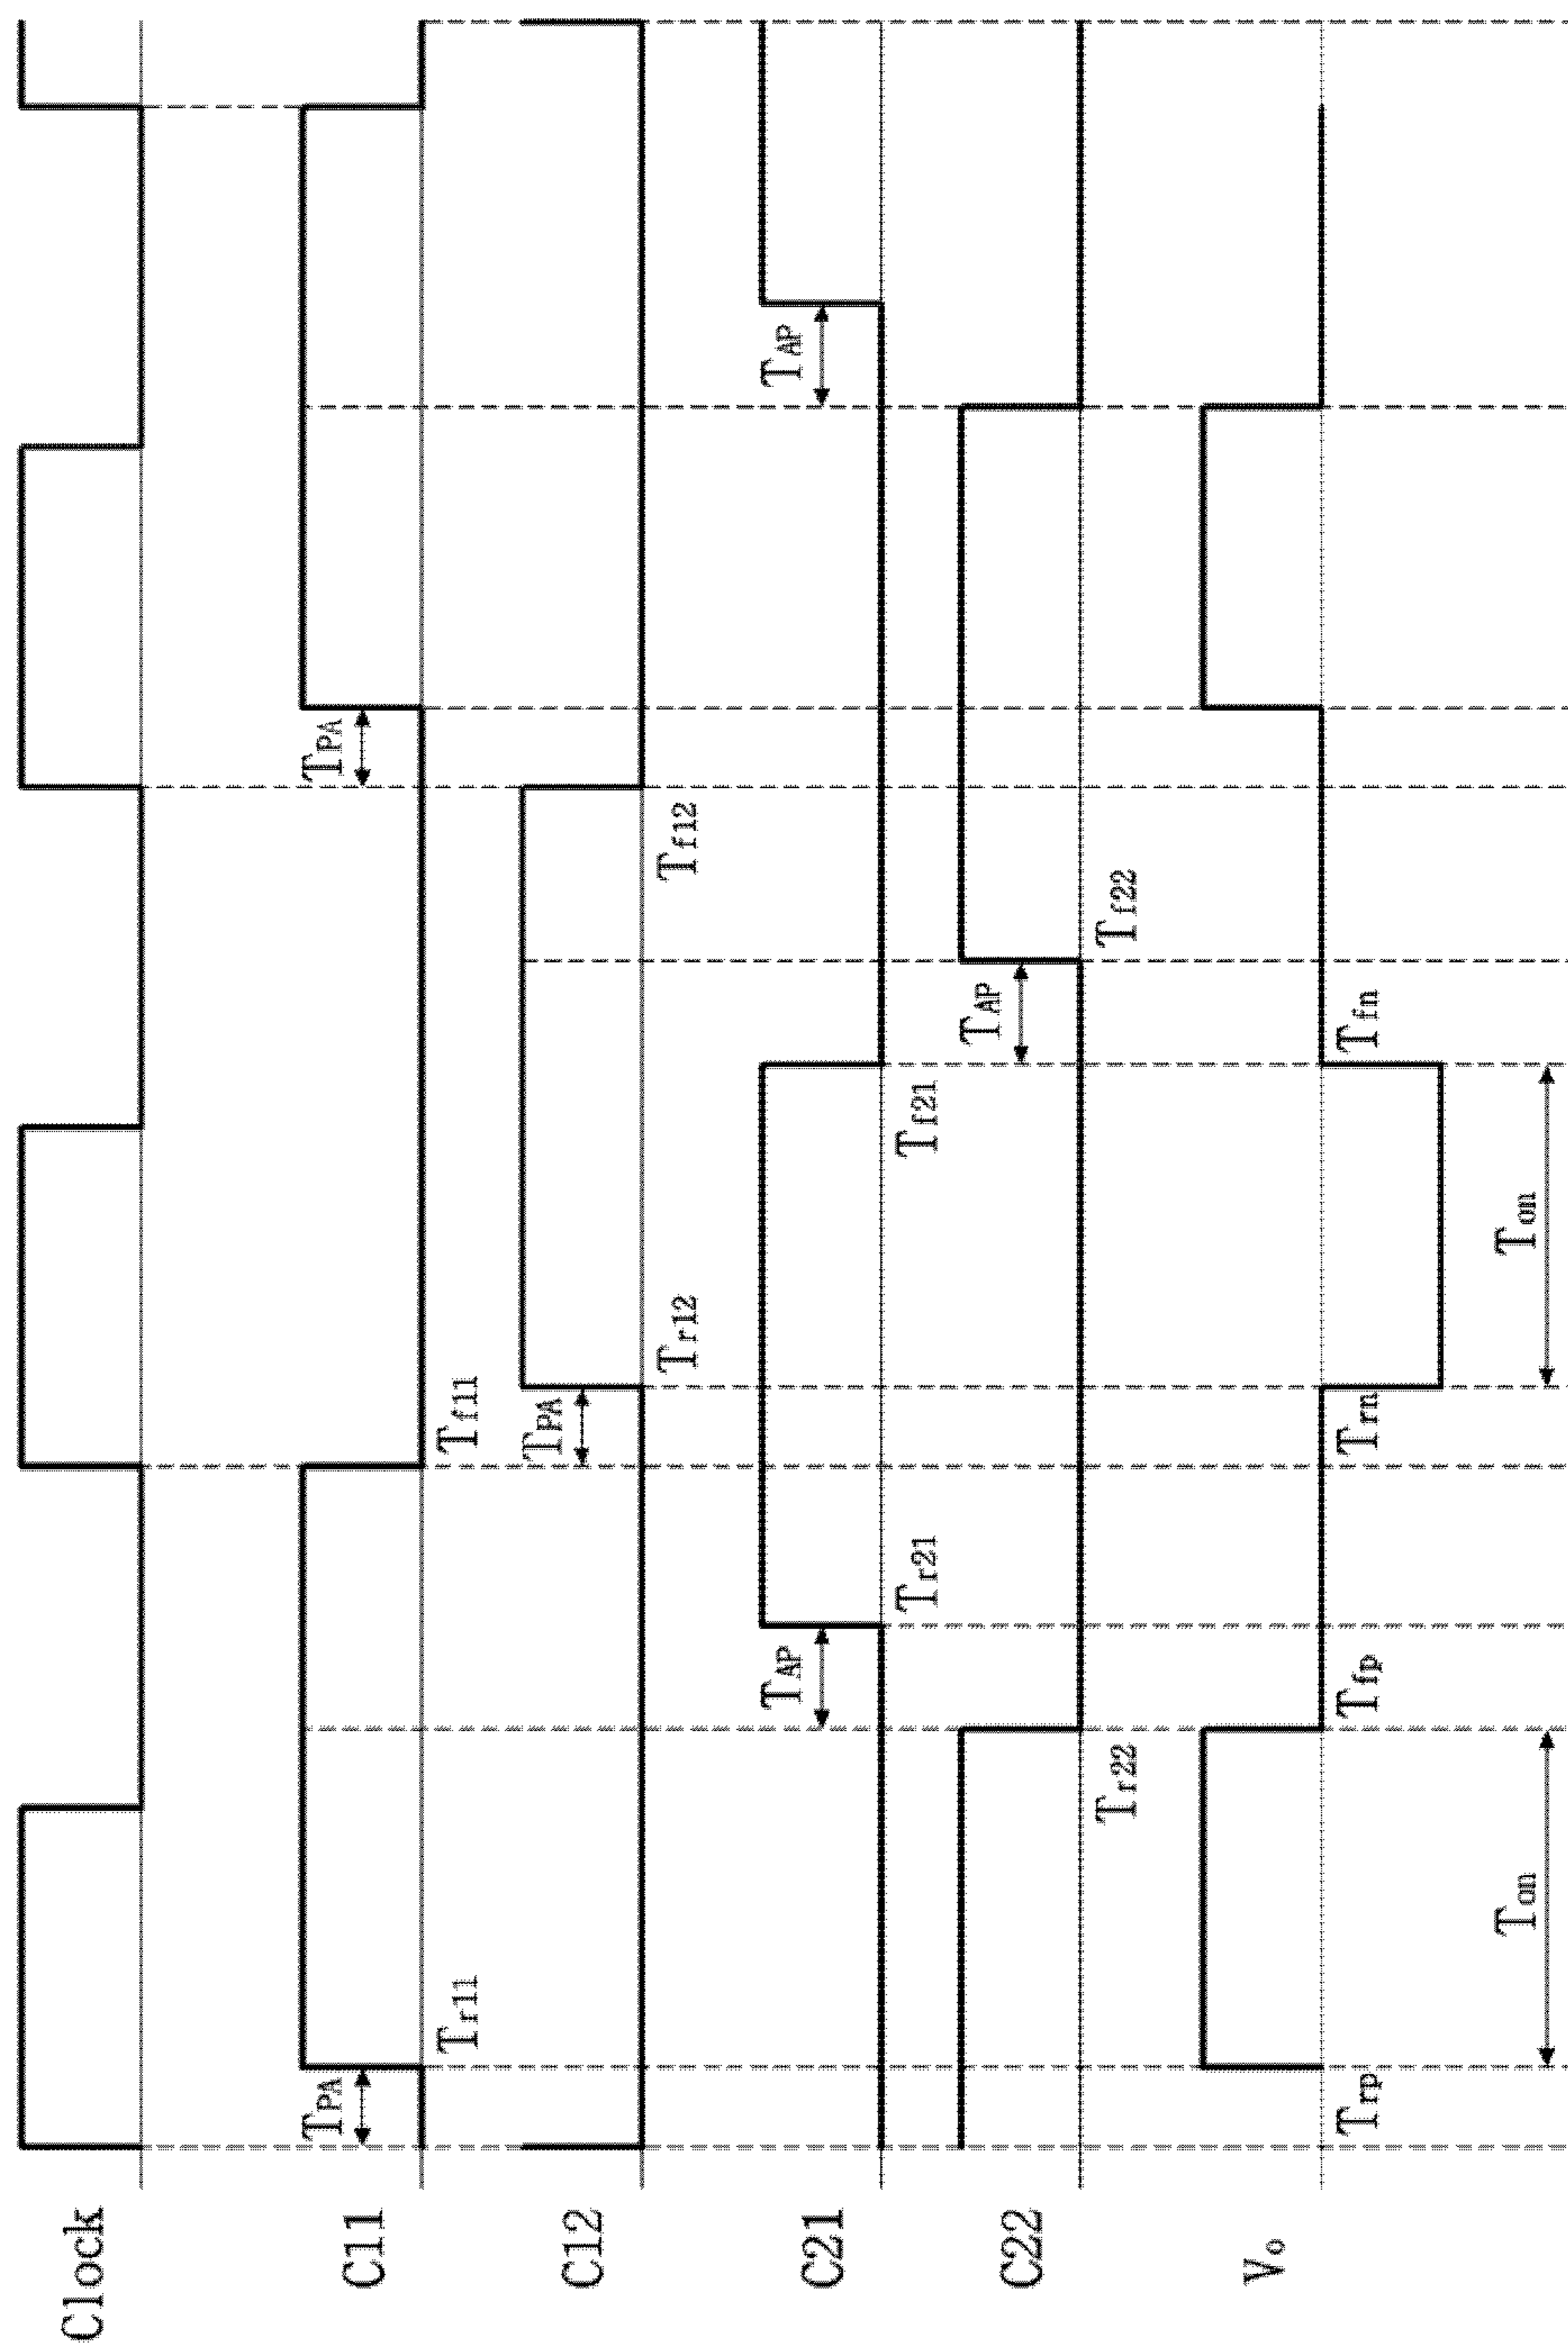 Clock
C11
TPA
Tr11
Tf11
TPA
C12
TPA
Tr12
Tf12
C21
TAP
Tr21
Tf21
TAP
C22
Tr22
TAP
Tf22
Vo
Trp
Tfp
Trn
Tfn
Ton
Ton